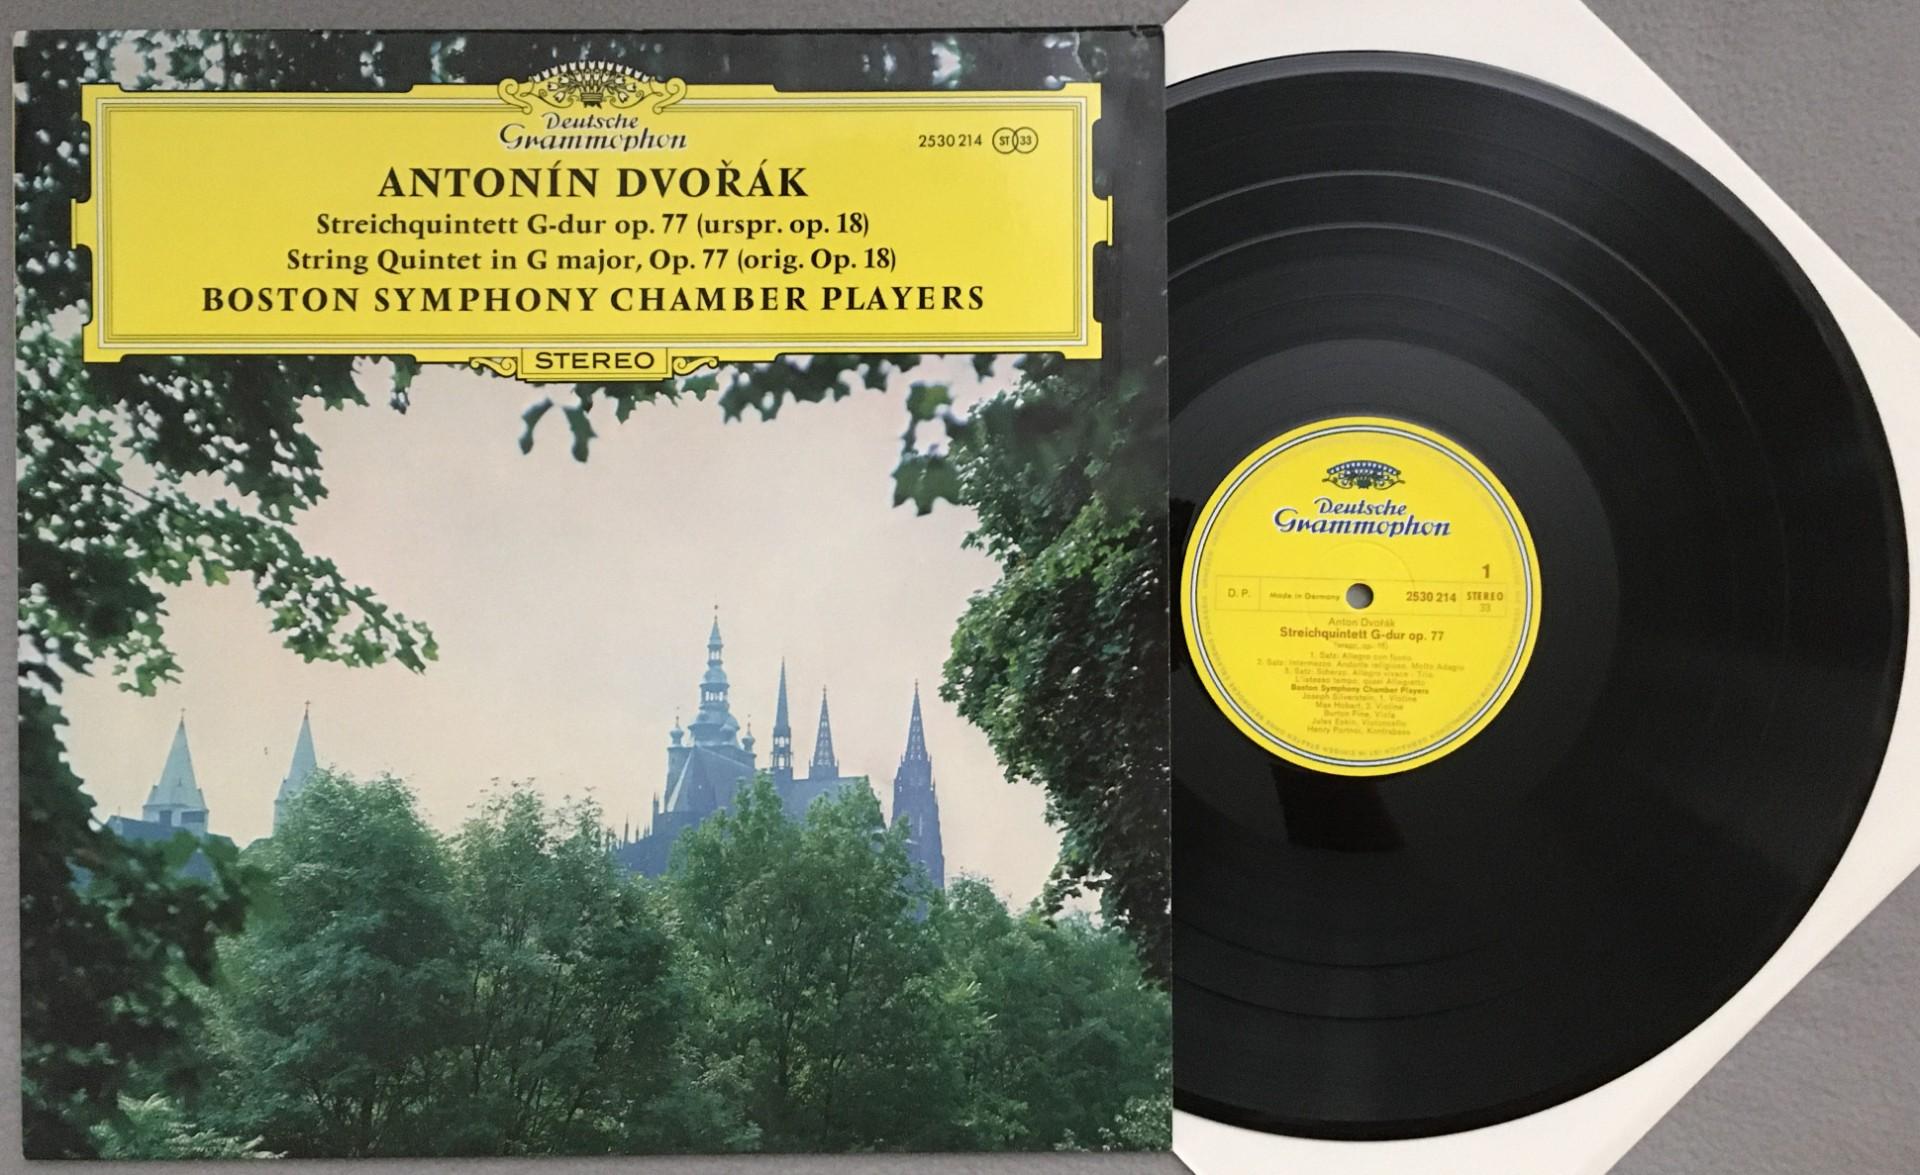 Deutsche
Grammophon
2530 214 ST 33
ANTONÍN DVOŘÁK
Streichquintett G-dur op. 77 (urspr. op. 18)
String Quintet in G major, Op. 77 (orig. Op. 18)
BOSTON SYMPHONY CHAMBER PLAYERS
STEREO
Deutsche
Grammophon
1
D. P. Made in Germany 2530 214 STEREO
33
Anton Dvořák
Streichquintett G-dur op. 77
(urspr. op. 18)
1. Satz: Allegro con fuoco
2. Satz: Intermezzo. Andante religioso. Molto Adagio
3. Satz: Scherzo. Allegro vivace - Trio.
L'istesso tempo, quasi Allegretto
Boston Symphony Chamber Players
Joseph Silverstein, 1. Violine
Max Hobart, 2. Violine
Burton Fine, Viola
Jules Eskin, Violoncello
Henry Portnoi, Kontrabass